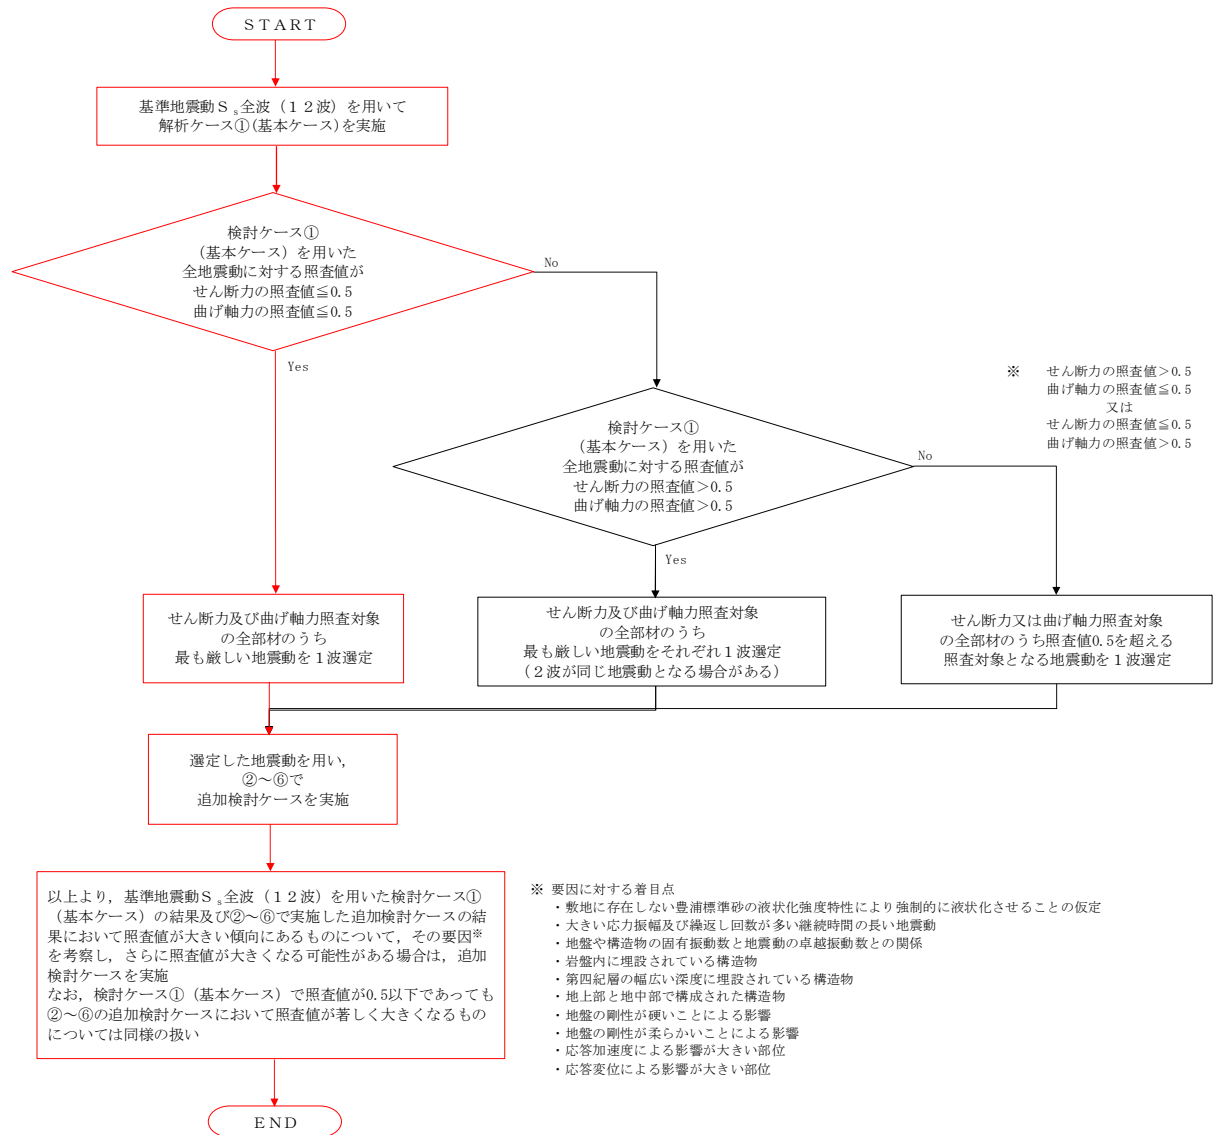 ＳＴＡＲＴ
基準地震動Ｓｓ全波（１２波）を用いて
解析ケース①(基本ケース)を実施
検討ケース①
（基本ケース）を用いた
全地震動に対する照査値が
せん断力の照査値≦0.5
曲げ軸力の照査値≦0.5
No
Yes
※　せん断力の照査値＞0.5
曲げ軸力の照査値≦0.5
又は
せん断力の照査値≦0.5
曲げ軸力の照査値＞0.5
検討ケース①
（基本ケース）を用いた
全地震動に対する照査値が
せん断力の照査値＞0.5
曲げ軸力の照査値＞0.5
No
Yes
せん断力及び曲げ軸力照査対象
の全部材のうち
最も厳しい地震動を１波選定
せん断力及び曲げ軸力照査対象
の全部材のうち
最も厳しい地震動をそれぞれ１波選定
（２波が同じ地震動となる場合がある）
せん断力又は曲げ軸力照査対象
の全部材のうち照査値0.5を超える
照査対象となる地震動を１波選定
選定した地震動を用い，
②～⑥で
追加検討ケースを実施
以上より，基準地震動Ｓｓ全波（１２波）を用いた検討ケース①
（基本ケース）の結果及び②～⑥で実施した追加検討ケースの結
果において照査値が大きい傾向にあるものについて，その要因※
を考察し，さらに照査値が大きくなる可能性がある場合は，追加
検討ケースを実施
なお，検討ケース①（基本ケース）で照査値が0.5以下であっても
②～⑥の追加検討ケースにおいて照査値が著しく大きくなるもの
については同様の扱い
※ 要因に対する着目点
・敷地に存在しない豊浦標準砂の液状化強度特性により強制的に液状化させることの仮定
・大きい応力振幅及び繰返し回数が多い継続時間の長い地震動
・地盤や構造物の固有振動数と地震動の卓越振動数との関係
・岩盤内に埋設されている構造物
・第四紀層の幅広い深度に埋設されている構造物
・地上部と地中部で構成された構造物
・地盤の剛性が硬いことによる影響
・地盤の剛性が柔らかいことによる影響
・応答加速度による影響が大きい部位
・応答変位による影響が大きい部位
ＥＮＤ